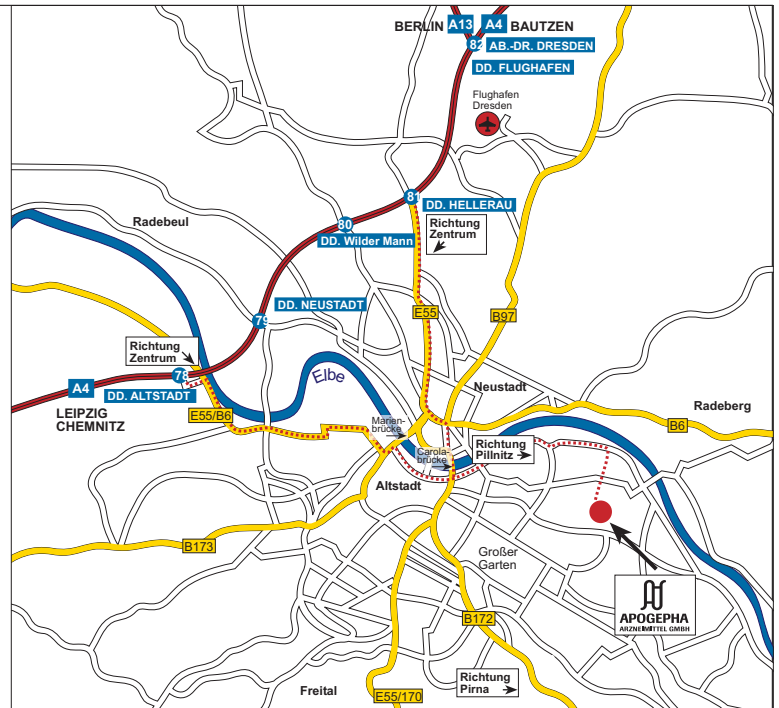 BERLIN A13 A4 BAUTZEN
82 AB.-DR. DRESDEN
DD. FLUGHAFEN
Flughafen
Dresden
81 DD. HELLERAU
Radebeul
80
DD. Wilder Mann
Richtung
Zentrum
79 DD. NEUSTADT
E55
B97
Richtung
Zentrum
78
A4
DD. ALTSTADT
LEIPZIG
CHEMNITZ
Elbe
E55/B6
Neustadt
Radeberg
B6
Marien-
brücke
Carola-
brücke
Richtung
Pillnitz
Altstadt
B173
Großer
Garten
APOGEPHA
ARZNEIMITTEL GMBH
B172
Richtung
Pirna
Freital
E55/170